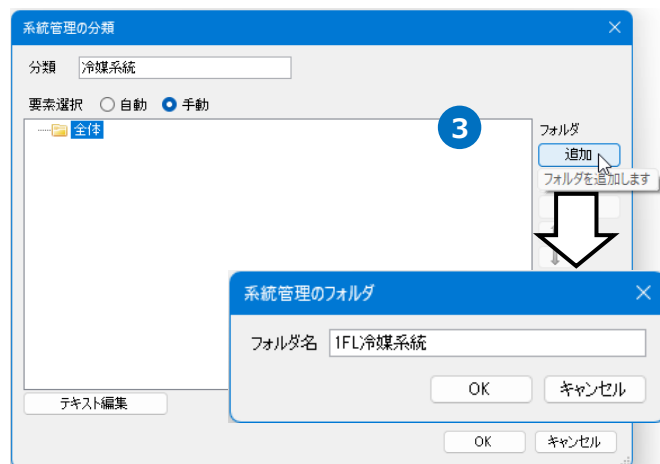 系統管理の分類
分類 冷媒系統
要素選択 自動 手動
全体
3
フォルダ
追加
フォルダを追加します
系統管理のフォルダ
フォルダ名 1FL冷媒系統
OK キャンセル
テキスト編集
OK キャンセル